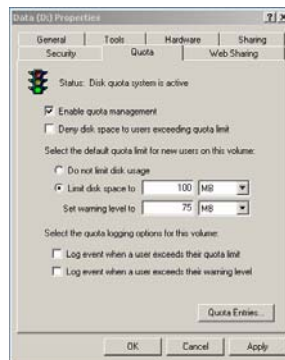 Data (D:) Properties
General Tools Hardware Sharing
Security Quota Web Sharing
Status: Disk quota system is active
Enable quota management
Deny disk space to users exceeding quota limit
Select the default quota limit for new users on this volume:
Do not limit disk usage
Limit disk space to 100 MB
Set warning level to 75 MB
Select the quota logging options for this volume:
Log event when a user exceeds their quota limit
Log event when a user exceeds their warning level
Quota Entries...
OK Cancel Apply